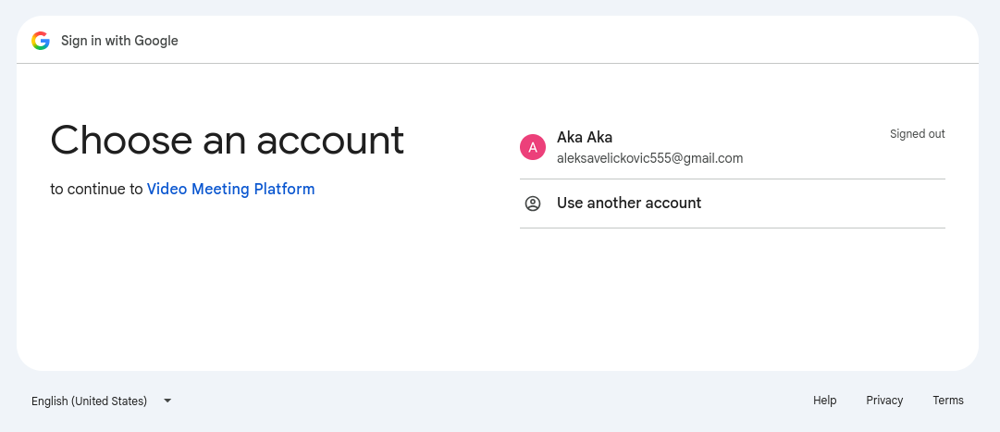 Sign in with Google
Choose an account
to continue to Video Meeting Platform
A
Aka Aka
Signed out
aleksavelickovic555@gmail.com
Use another account
English (United States)
Help
Privacy
Terms